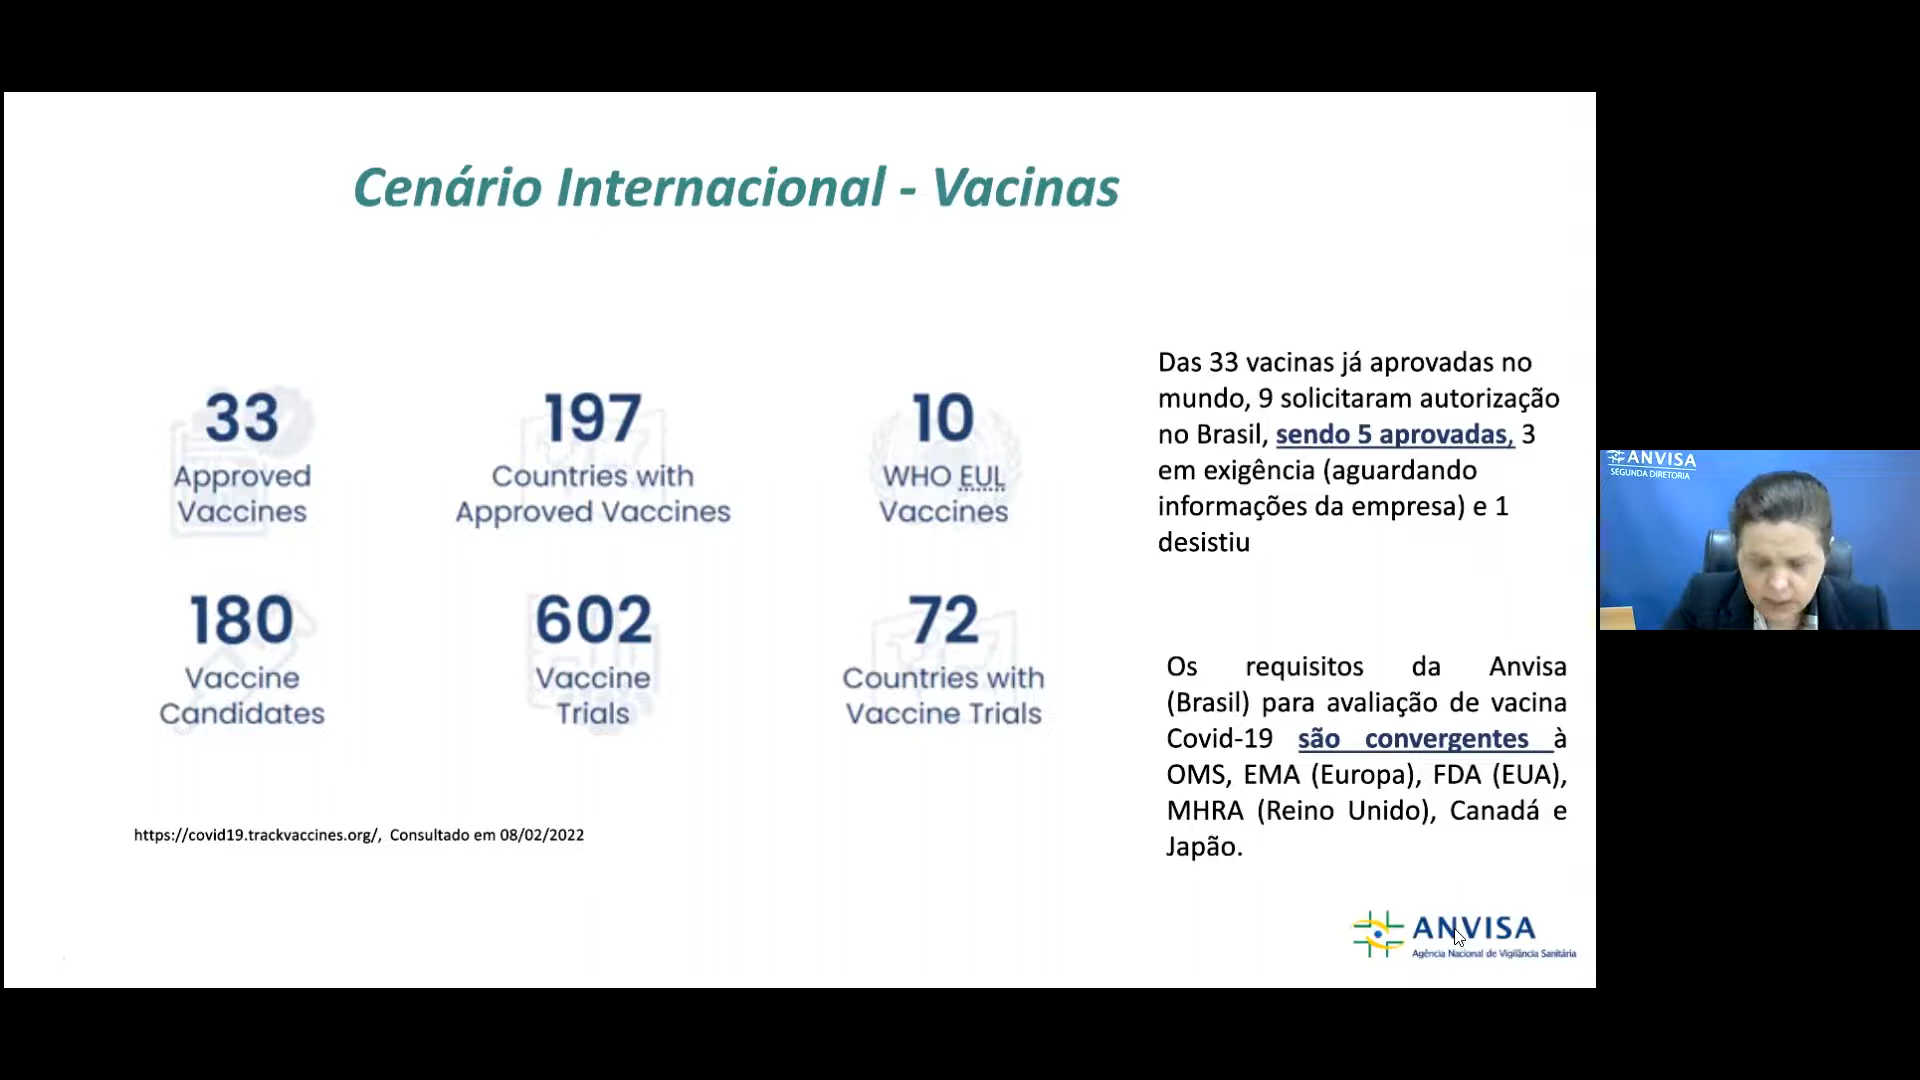 Cenário Internacional - Vacinas
33
Approved
Vaccines
197
Countries with
Approved Vaccines
10
WHO EUL
Vaccines
180
Vaccine
Candidates
602
Vaccine
Trials
72
Countries with
Vaccine Trials
https://covid19.trackvaccines.org/, Consultado em 08/02/2022
Das 33 vacinas já aprovadas no
mundo, 9 solicitaram autorização
no Brasil, sendo 5 aprovadas, 3
em exigência (aguardando
informações da empresa) e 1
desistiu
Os requisitos da Anvisa
(Brasil) para avaliação de vacina
Covid-19 são convergentes à
OMS, EMA (Europa), FDA (EUA),
MHRA (Reino Unido), Canadá e
Japão.
ANVISA
Agência Nacional de Vigilância Sanitária
ANVISA
SEGUNDA DIRETORIA